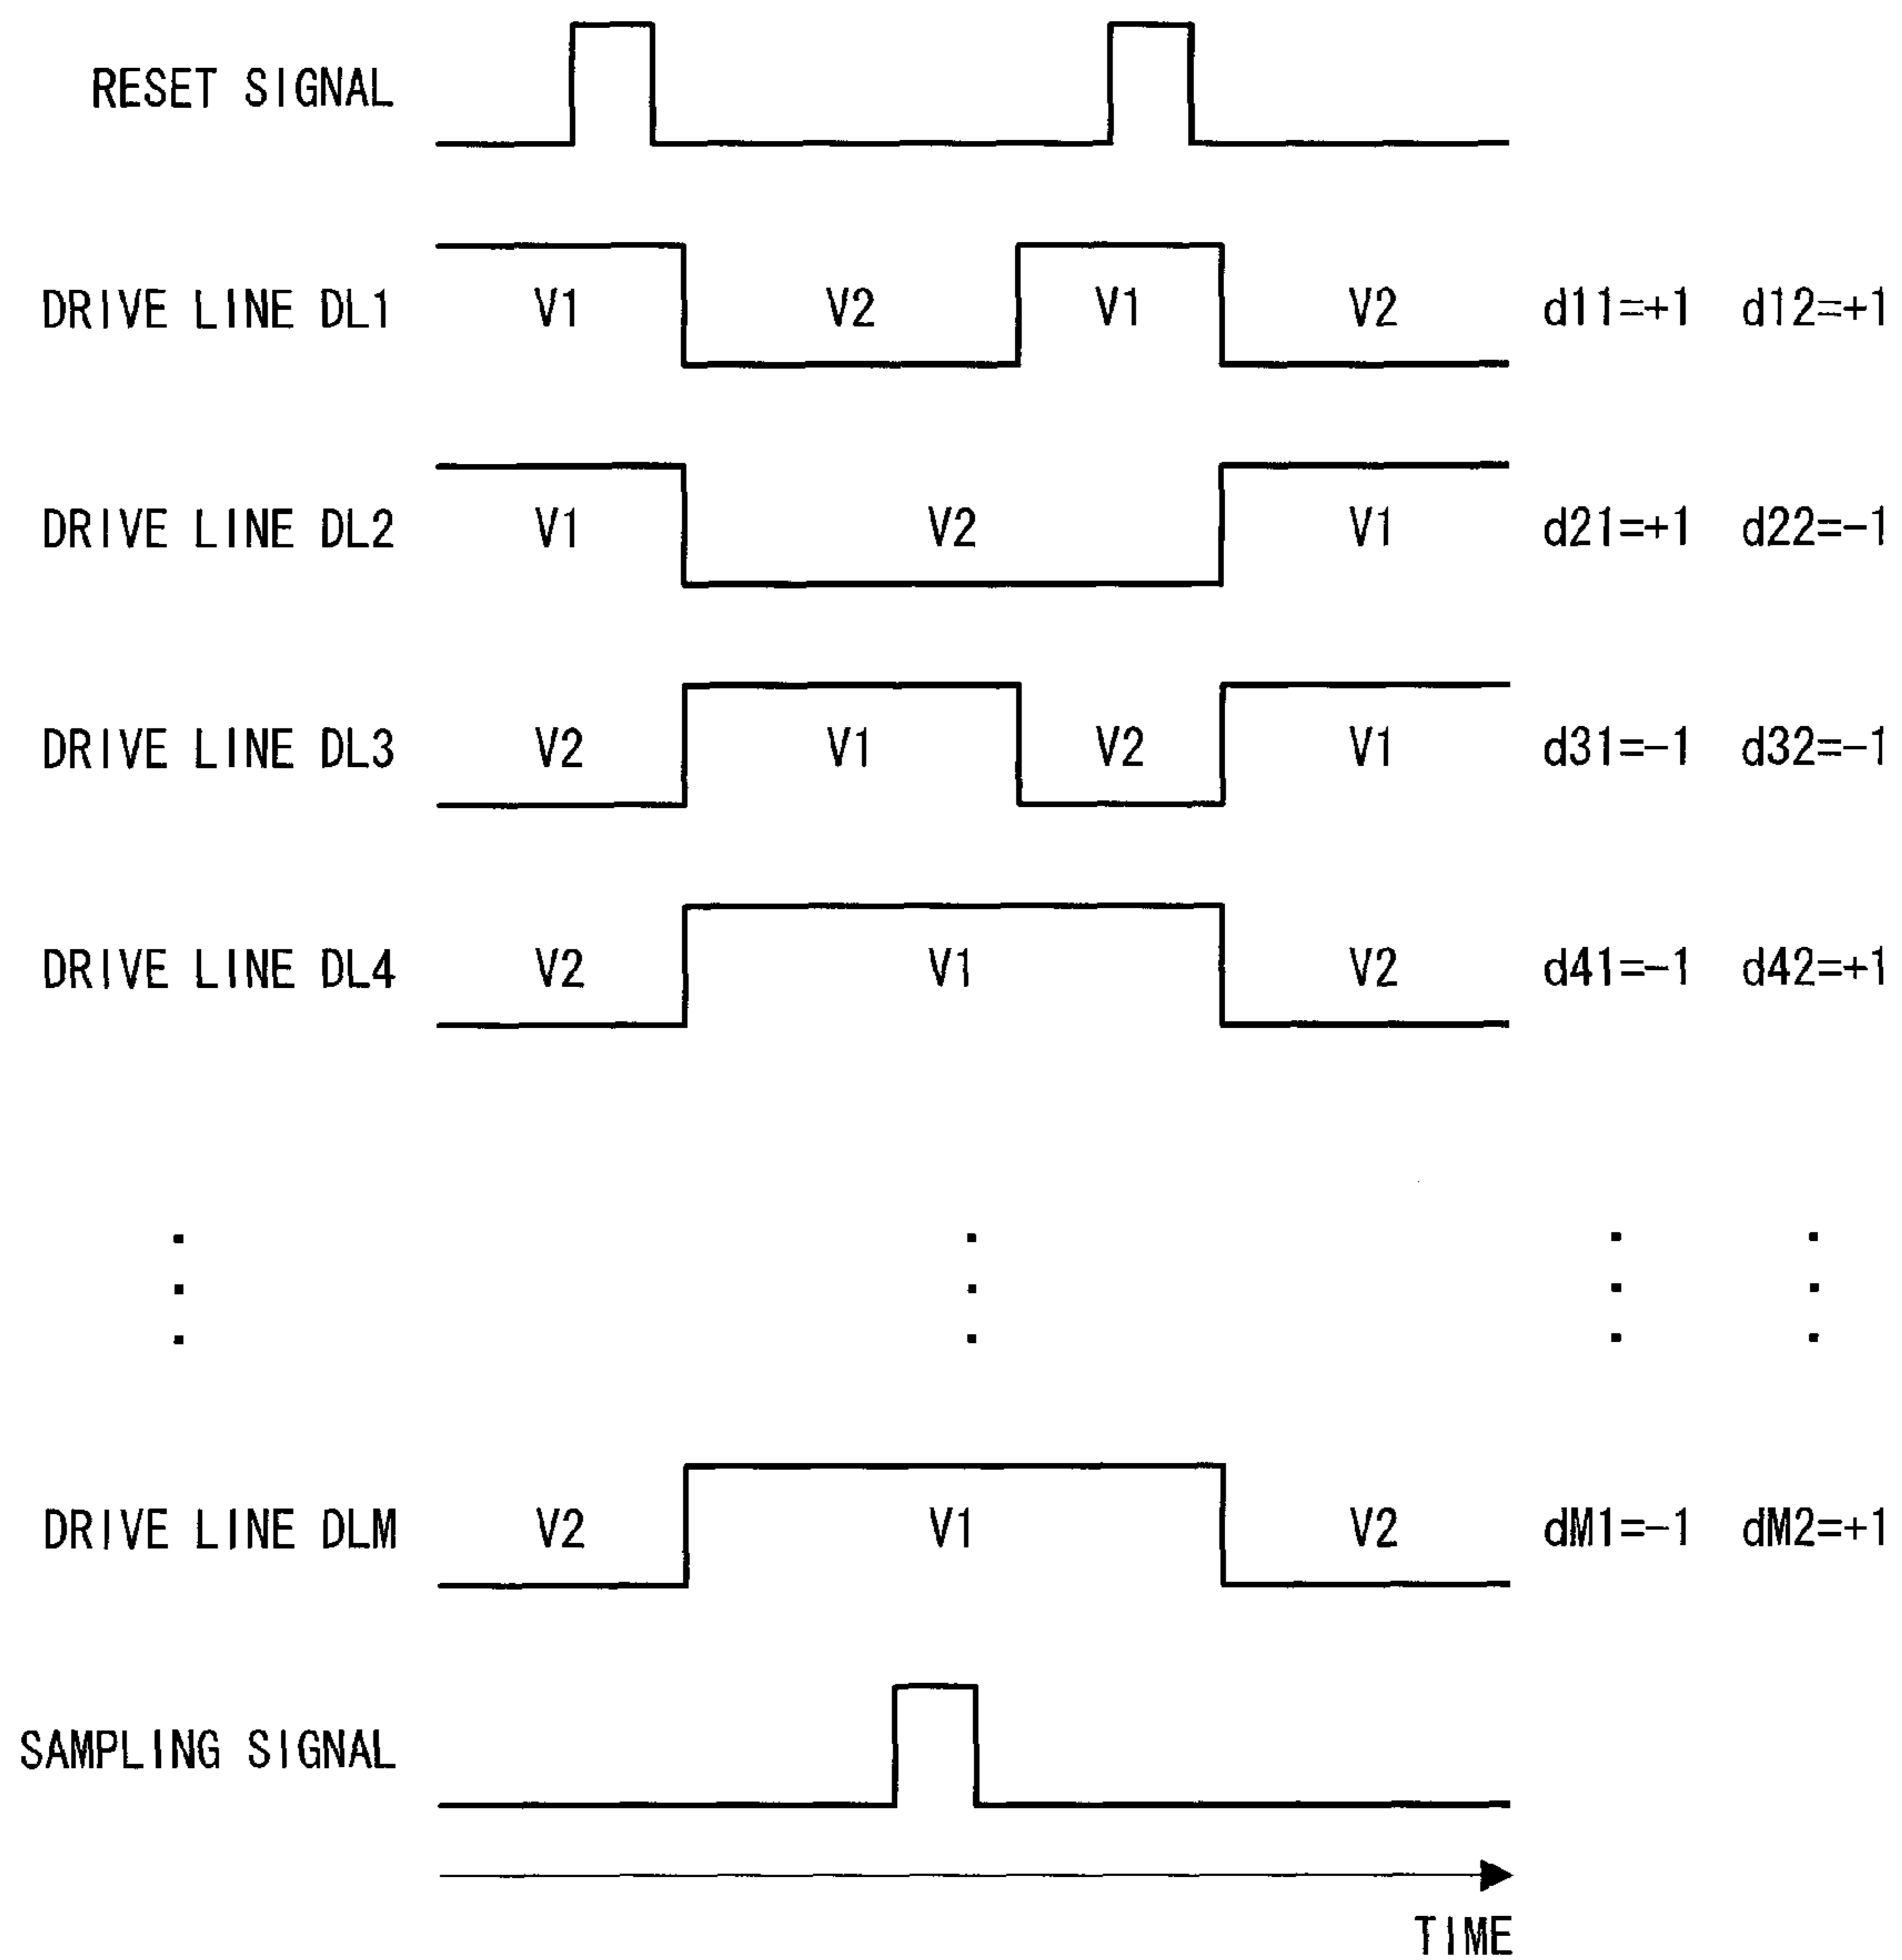 RESET SIGNAL
DRIVE LINE DL1 V1 V2 V1 V2 d11=+1 d12=+1
DRIVE LINE DL2 V1 V2 V1 d21=+1 d22=-1
DRIVE LINE DL3 V2 V1 V2 V1 d31=-1 d32=-1
DRIVE LINE DL4 V2 V1 V2 d41=-1 d42=+1
DRIVE LINE DLM V2 V1 V2 dM1=-1 dM2=+1
SAMPLING SIGNAL
TIME